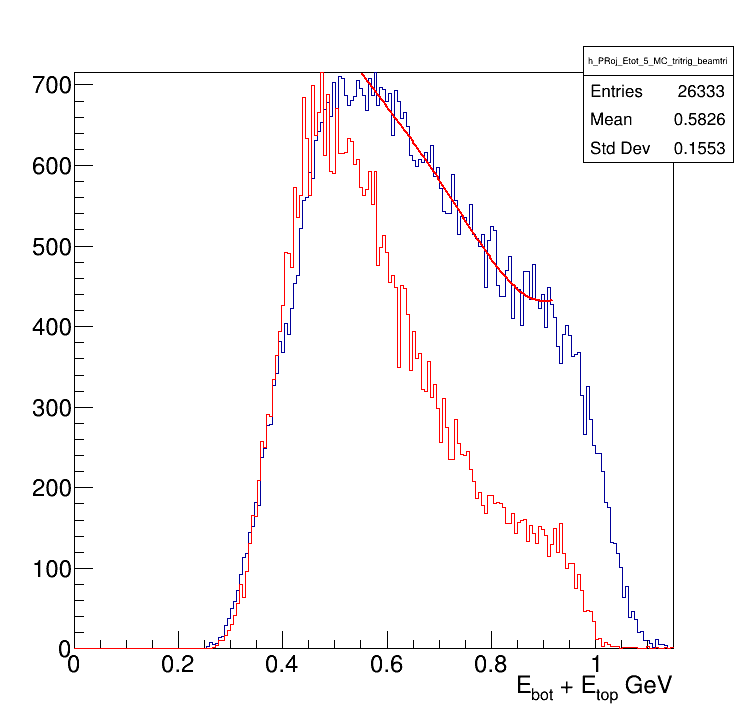 h_PRoj_Etot_5_MC_tritrig_beamtri
Entries 26333
Mean 0.5826
Std Dev 0.1553
700
600
500
400
300
200
100
0
0 0.2 0.4 0.6 0.8 1
E_bot + E_top GeV